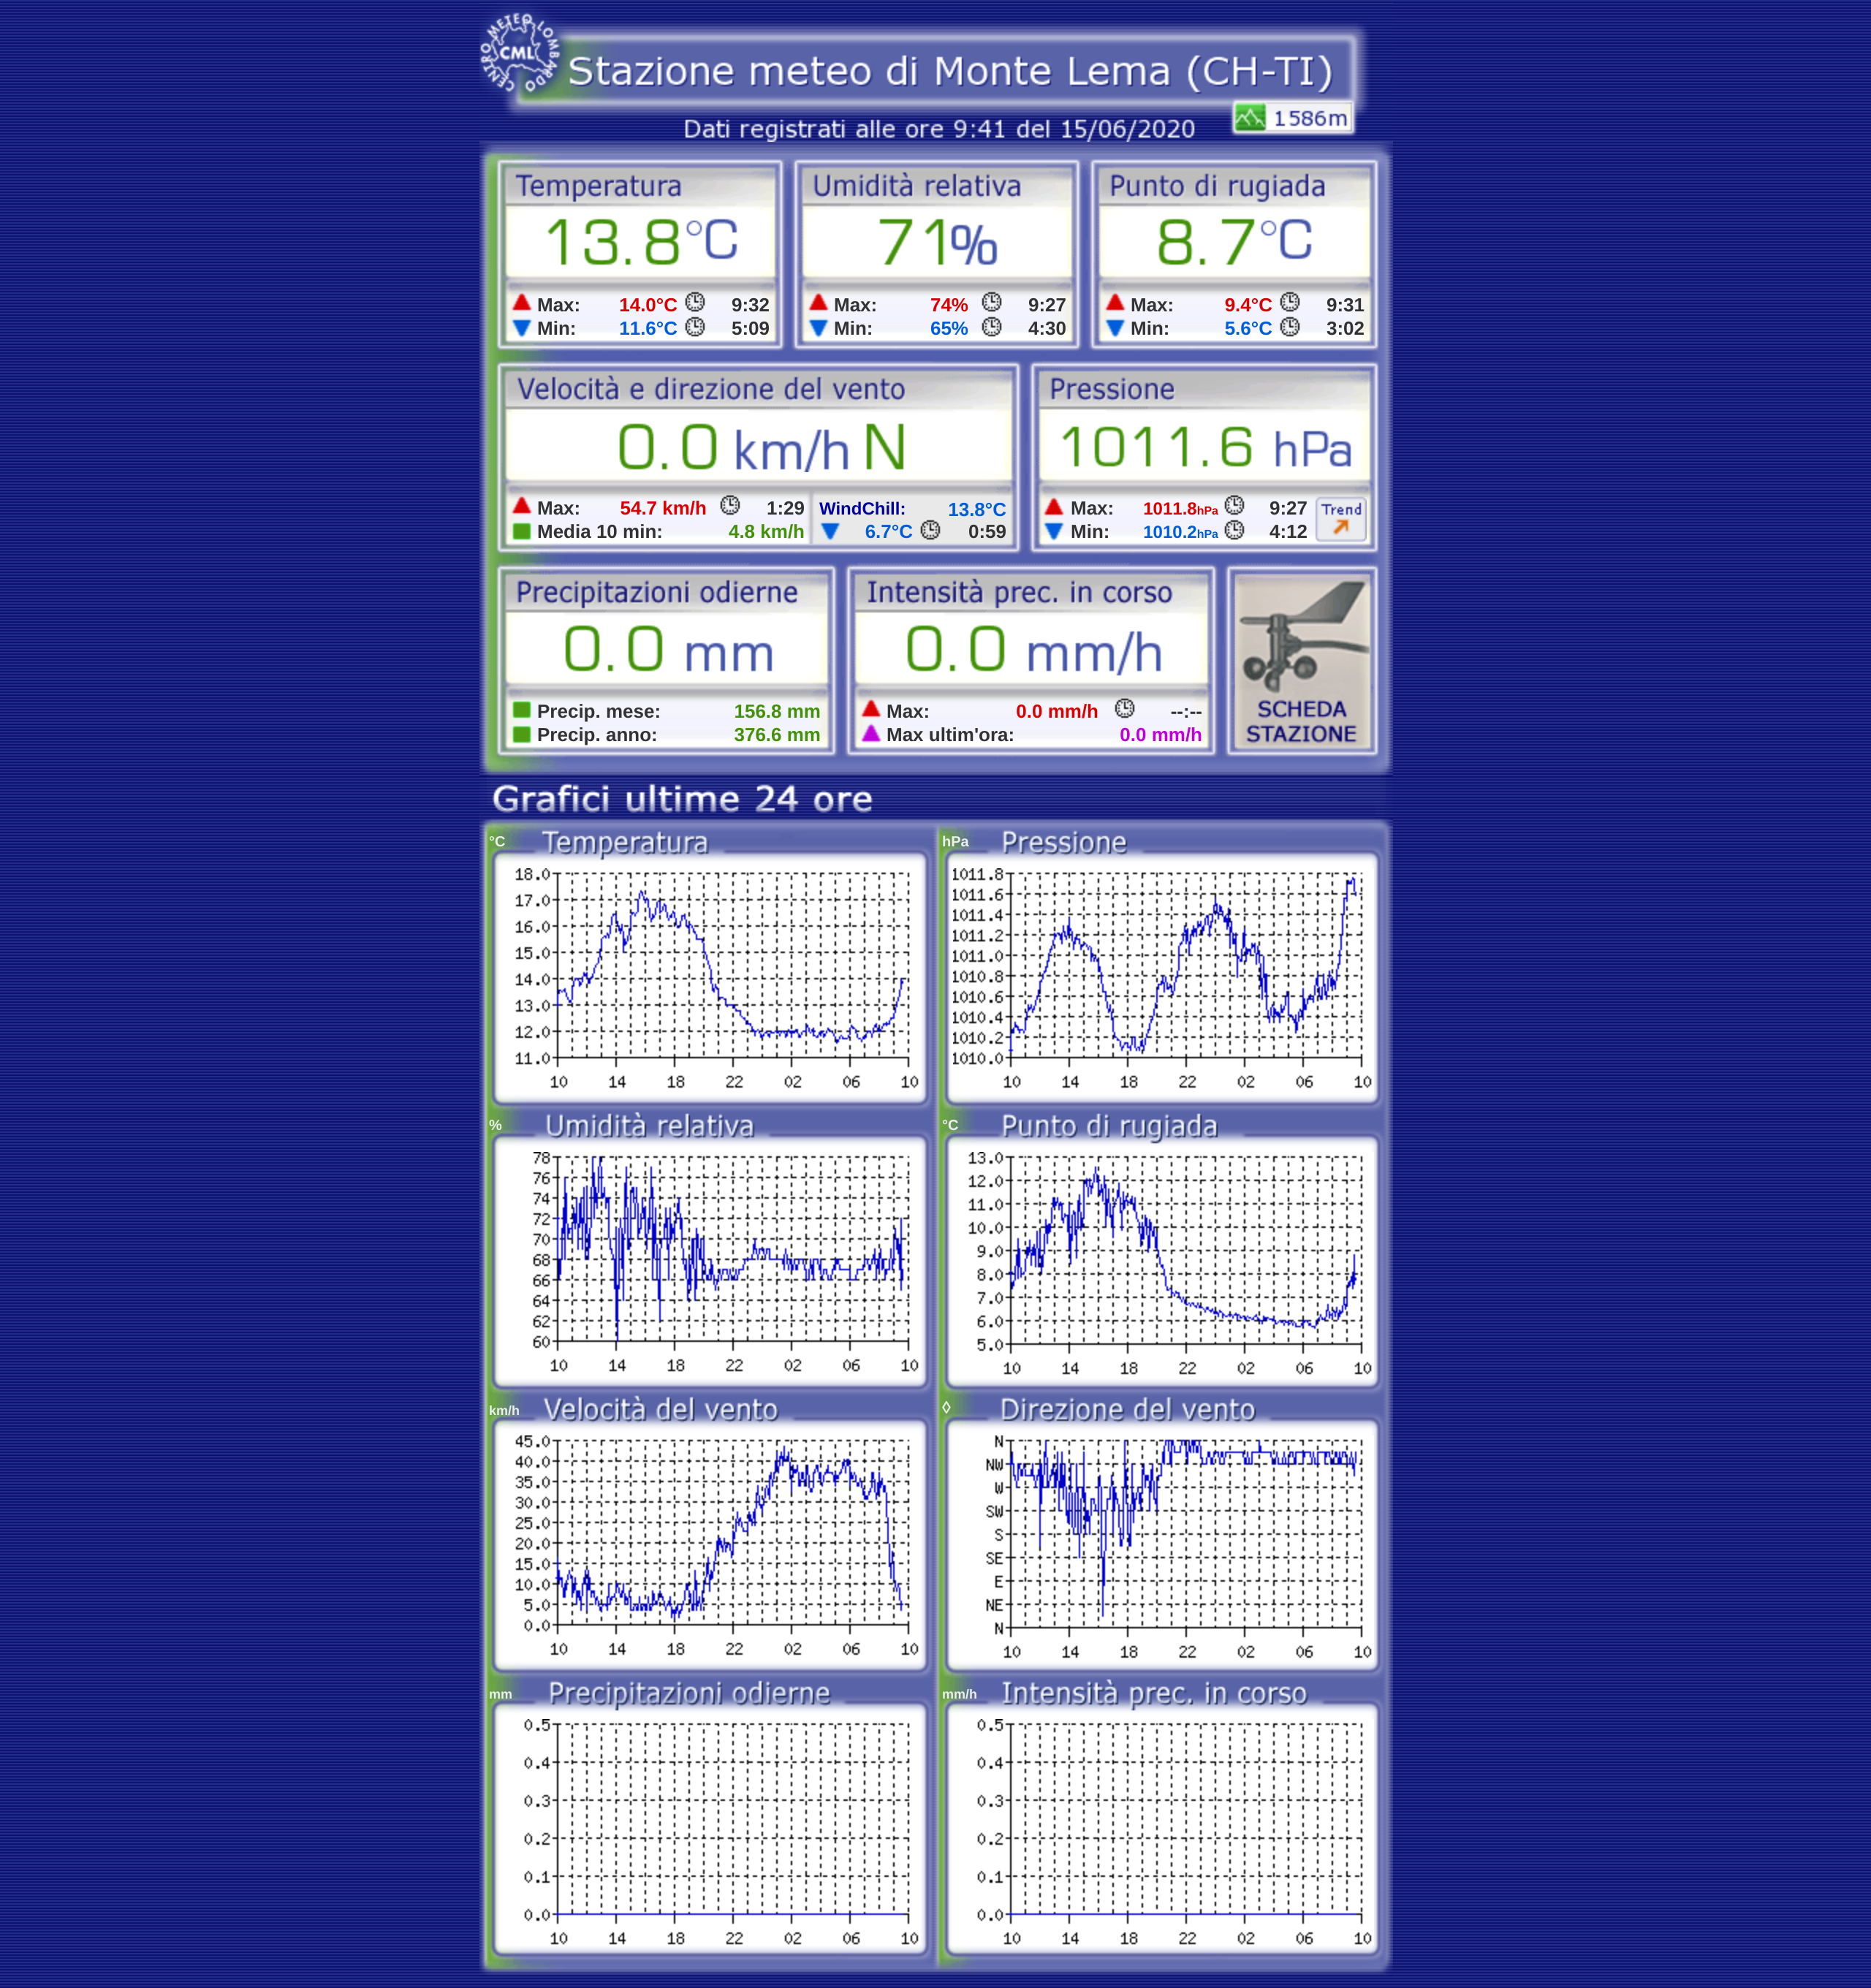 CENTRO METEO LOMBARDO
CML
Stazione meteo di Monte Lema (CH-TI)
1586m
Dati registrati alle ore 9:41 del 15/06/2020
Temperatura
13.8°C
Max: 14.0°C 9:32
Min: 11.6°C 5:09
Umidità relativa
71%
Max: 74% 9:27
Min: 65% 4:30
Punto di rugiada
8.7°C
Max: 9.4°C 9:31
Min: 5.6°C 3:02
Velocità e direzione del vento
0.0 km/h N
Max: 54.7 km/h 1:29
Media 10 min: 4.8 km/h
WindChill: 13.8°C
6.7°C 0:59
Pressione
1011.6 hPa
Max: 1011.8hPa 9:27
Min: 1010.2hPa 4:12
Trend
Precipitazioni odierne
0.0 mm
Precip. mese: 156.8 mm
Precip. anno: 376.6 mm
Intensità prec. in corso
0.0 mm/h
Max: 0.0 mm/h --:--
Max ultim'ora: 0.0 mm/h
SCHEDA
STAZIONE
Grafici ultime 24 ore
°C Temperatura
18.0
17.0
16.0
15.0
14.0
13.0
12.0
11.0
10 14 18 22 02 06 10
hPa Pressione
1011.8
1011.6
1011.4
1011.2
1011.0
1010.8
1010.6
1010.4
1010.2
1010.0
10 14 18 22 02 06 10
% Umidità relativa
78
76
74
72
70
68
66
64
62
60
10 14 18 22 02 06 10
°C Punto di rugiada
13.0
12.0
11.0
10.0
9.0
8.0
7.0
6.0
5.0
10 14 18 22 02 06 10
km/h Velocità del vento
45.0
40.0
35.0
30.0
25.0
20.0
15.0
10.0
5.0
0.0
10 14 18 22 02 06 10
◊ Direzione del vento
N
NW
W
SW
S
SE
E
NE
N
10 14 18 22 02 06 10
mm Precipitazioni odierne
0.5
0.4
0.3
0.2
0.1
0.0
10 14 18 22 02 06 10
mm/h Intensità prec. in corso
0.5
0.4
0.3
0.2
0.1
0.0
10 14 18 22 02 06 10